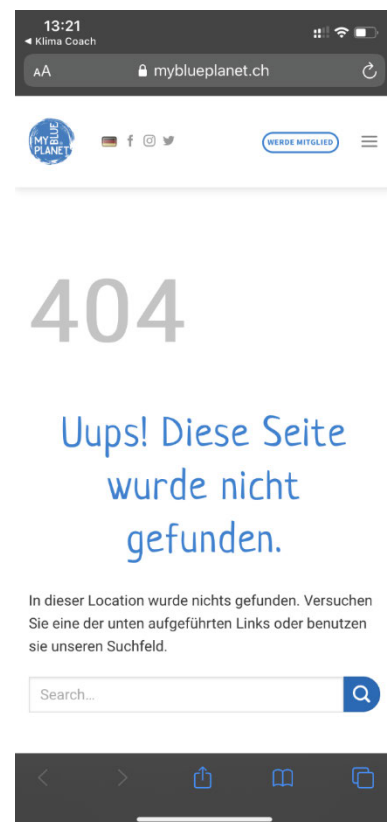 13:21
◀ Klima Coach
AA
myblueplanet.ch
MY BLUE PLANET
WERDE MITGLIED
404
Uups! Diese Seite
wurde nicht
gefunden.
In dieser Location wurde nichts gefunden. Versuchen
Sie eine der unten aufgeführten Links oder benutzen
sie unseren Suchfeld.
Search...